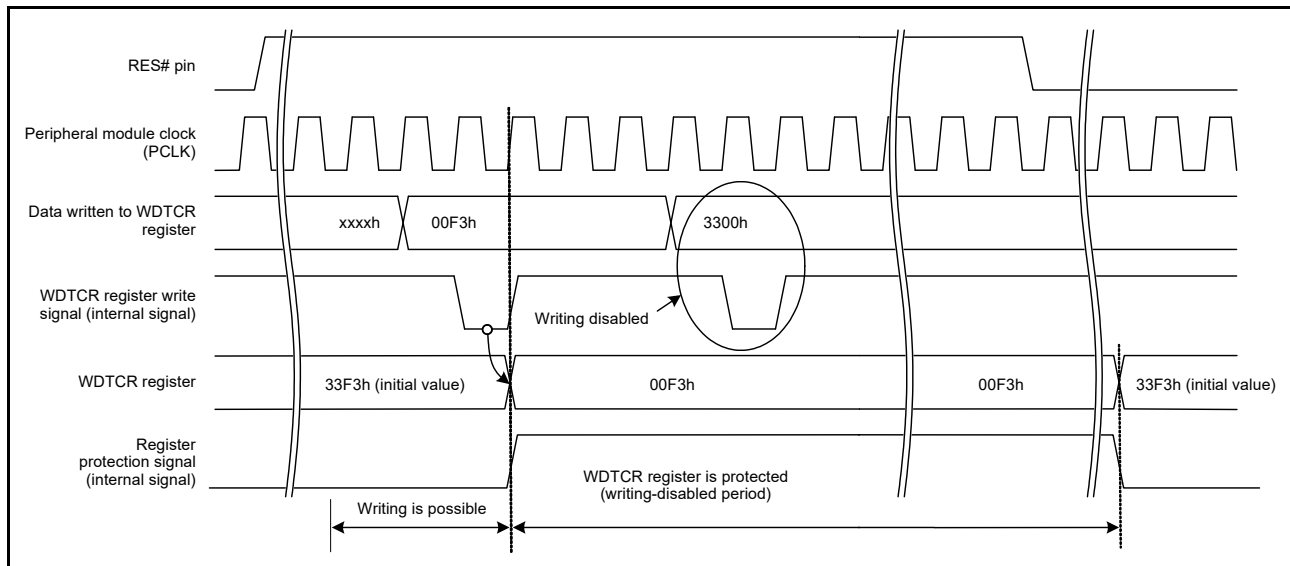 RES# pin
Peripheral module clock
(PCLK)
Data written to WDTCR
register
xxxxh
00F3h
3300h
WDTCR register write
signal (internal signal)
Writing disabled
WDTCR register
33F3h (initial value)
00F3h
00F3h
33F3h (initial value)
Register
protection signal
(internal signal)
WDTCR register is protected
(writing-disabled period)
Writing is possible